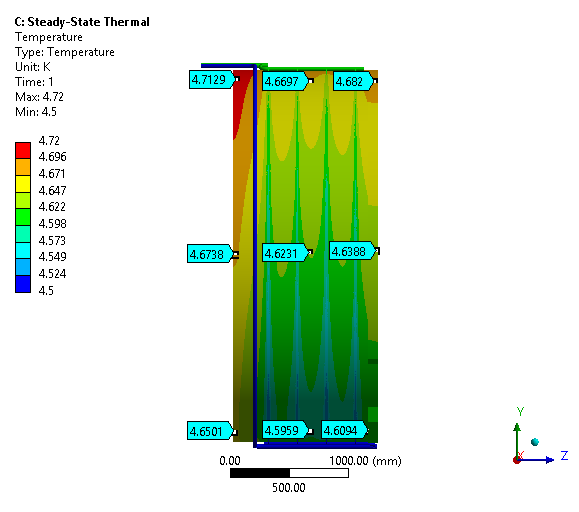 C: Steady-State Thermal
Temperature
Type: Temperature
Unit: K
Time: 1
Max: 4.72
Min: 4.5
4.72
4.696
4.671
4.647
4.622
4.598
4.573
4.549
4.524
4.5
4.7129 4.6697 4.682
4.6738 4.6231 4.6388
4.6501 4.5959 4.6094
0.00 1000.00 (mm)
500.00
Y
X Z